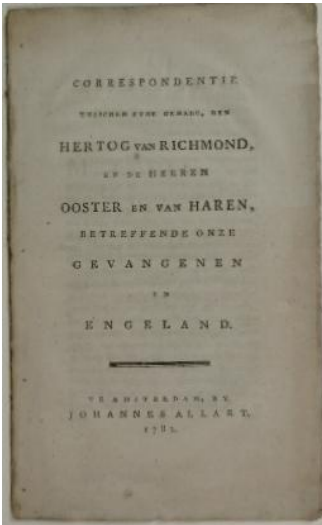 CORRESPONDENTIE
TUSSCHEN ZYNE GENADE, DEN
HERTOG VAN RICHMOND,
EN DE HEEREN
OOSTER EN VAN HAREN,
BETREFFENDE ONZE
GEVANGENEN
IN
ENGELAND.
TE AMSTERDAM, BY
JOHANNES ALLART.